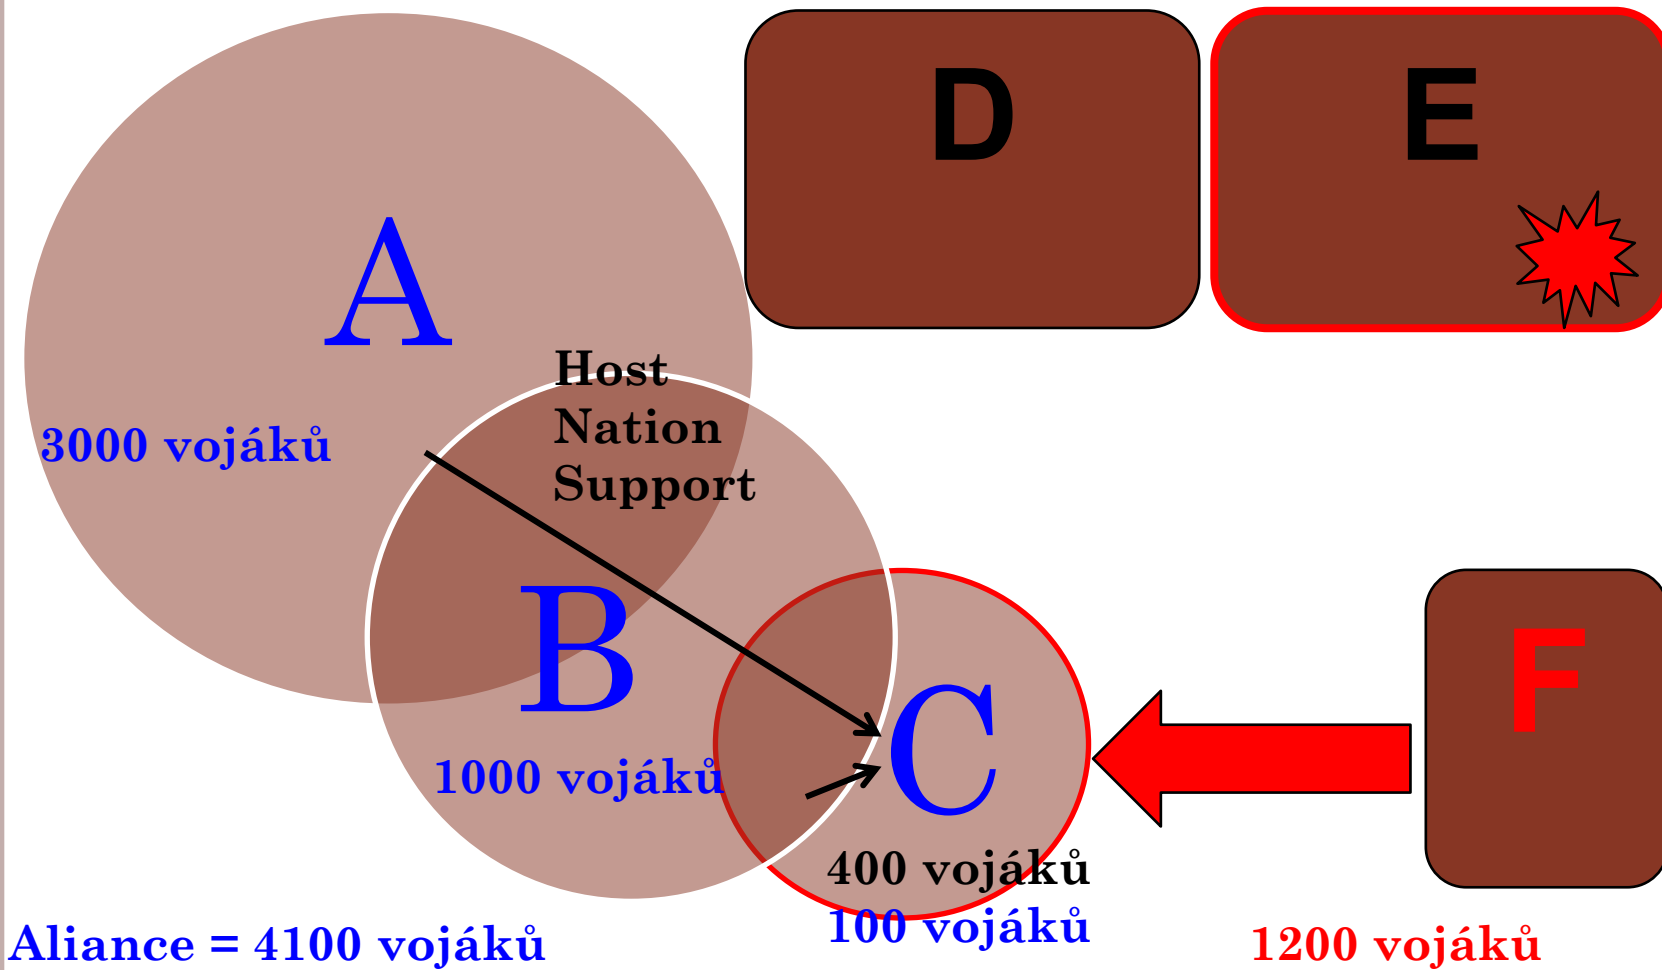 D
E
A
Host
Nation
Support
3000 vojáků
B
F
C
1000 vojáků
400 vojáků
100 vojáků
Aliance = 4100 vojáků
1200 vojáků